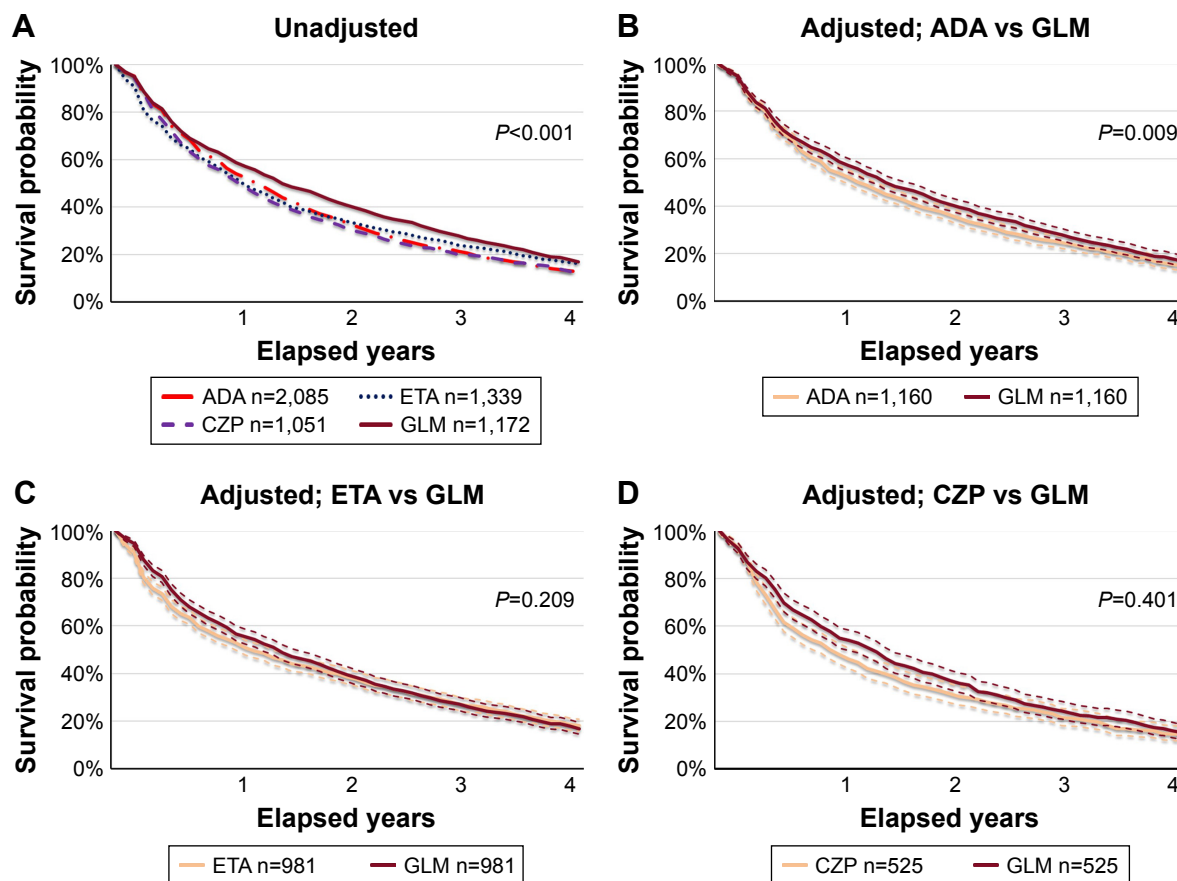 A
Unadjusted
Survival probability
100%
80%
60%
40%
20%
0%
P<0.001
1 2 3 4
Elapsed years
ADA n=2,085 ETA n=1,339
CZP n=1,051 GLM n=1,172
B
Adjusted; ADA vs GLM
Survival probability
100%
80%
60%
40%
20%
0%
P=0.009
1 2 3 4
Elapsed years
ADA n=1,160 GLM n=1,160
C
Adjusted; ETA vs GLM
Survival probability
100%
80%
60%
40%
20%
0%
P=0.209
1 2 3 4
Elapsed years
ETA n=981 GLM n=981
D
Adjusted; CZP vs GLM
Survival probability
100%
80%
60%
40%
20%
0%
P=0.401
1 2 3 4
Elapsed years
CZP n=525 GLM n=525